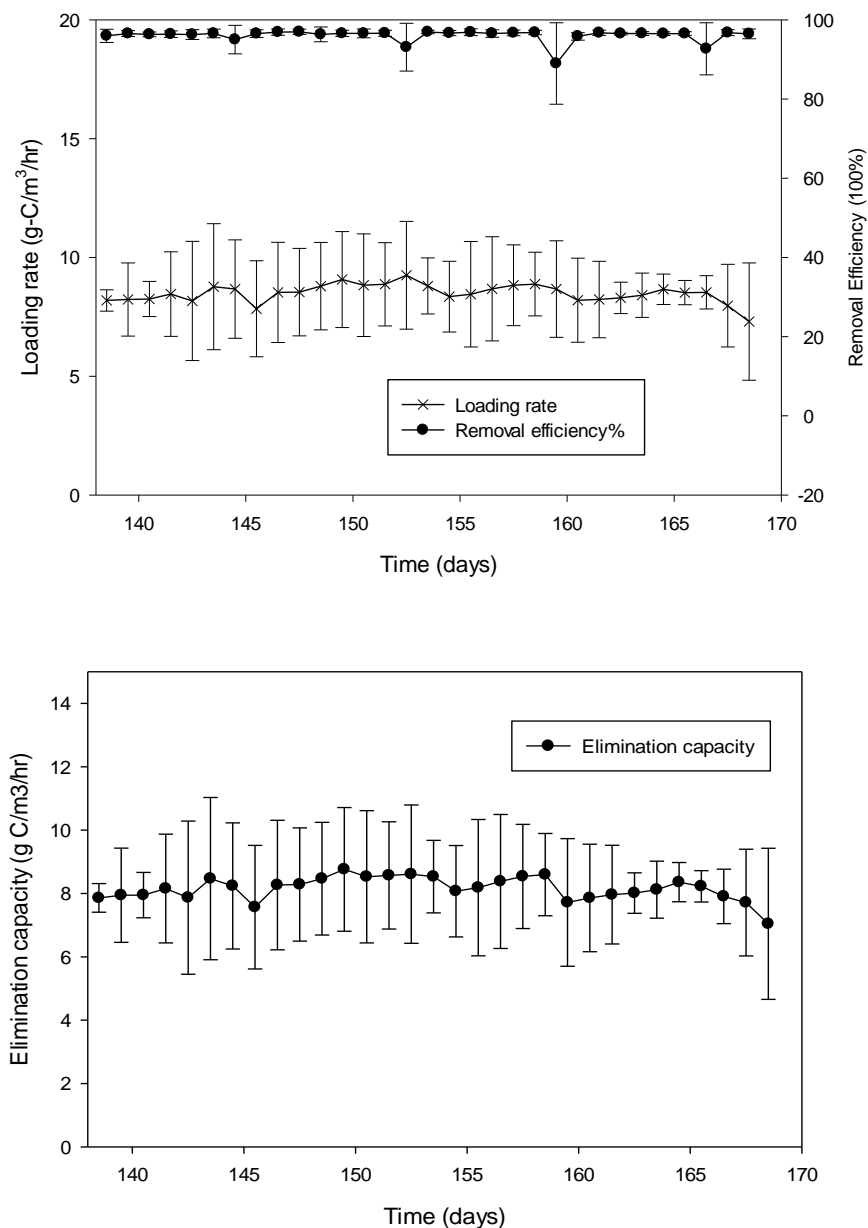 20
15
10
5
0
Loading rate (g-C/m³/hr)
100
80
60
40
20
0
-20
Removal Efficiency (100%)
Loading rate
Removal efficiency%
140 145 150 155 160 165 170
Time (days)
14
12
10
8
6
4
2
0
Elimination capacity (g C/m3/hr)
Elimination capacity
140 145 150 155 160 165 170
Time (days)